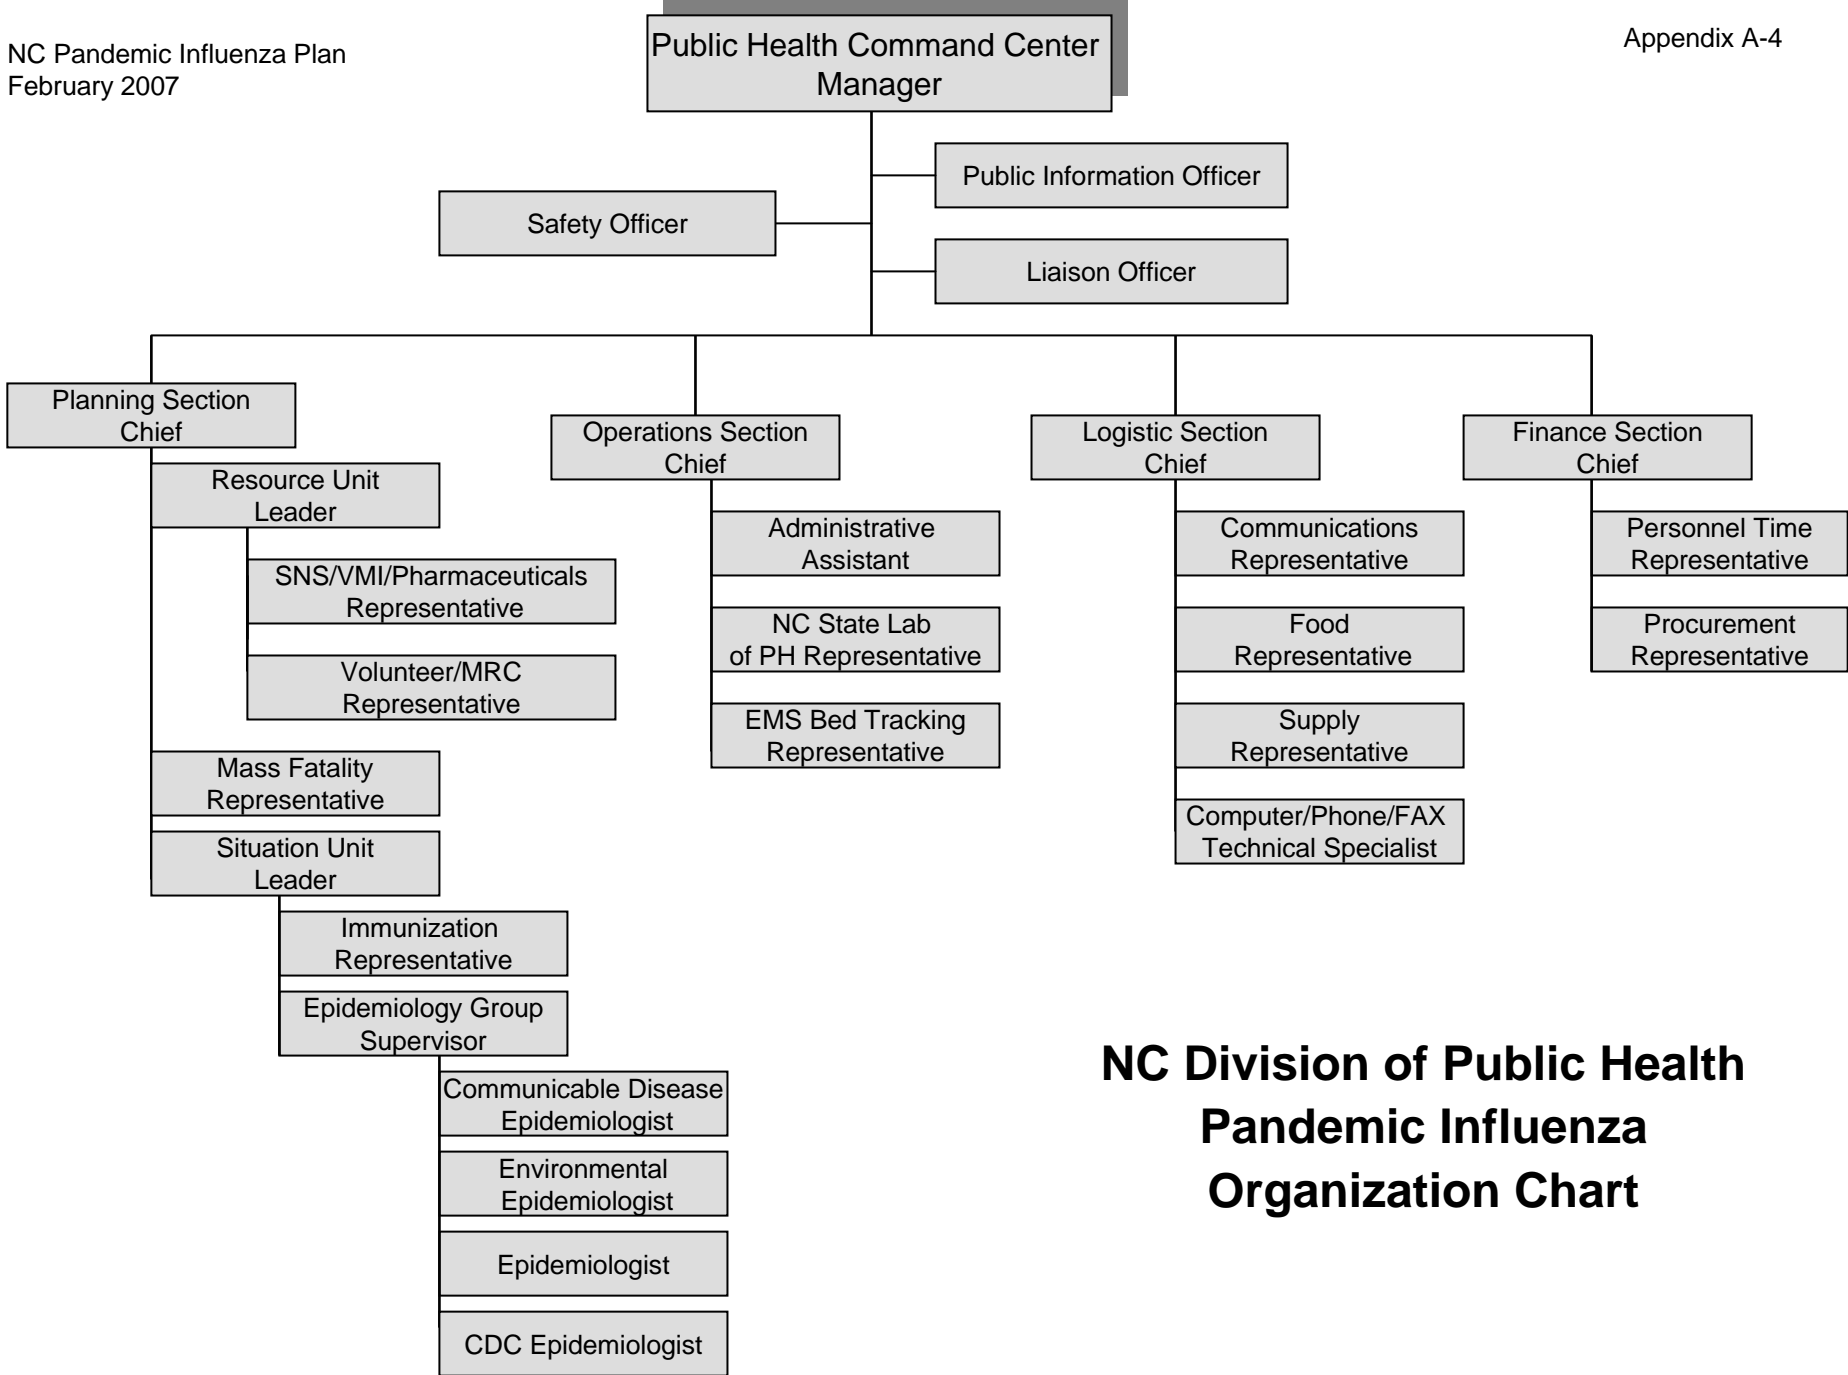 NC Pandemic Influenza Plan
February 2007
Appendix A-4
Public Health Command Center
Manager
Public Information Officer
Safety Officer
Liaison Officer
Planning Section
Chief
Resource Unit
Leader
SNS/VMI/Pharmaceuticals
Representative
Volunteer/MRC
Representative
Mass Fatality
Representative
Situation Unit
Leader
Immunization
Representative
Epidemiology Group
Supervisor
Communicable Disease
Epidemiologist
Environmental
Epidemiologist
Epidemiologist
CDC Epidemiologist
Operations Section
Chief
Administrative
Assistant
NC State Lab
of PH Representative
EMS Bed Tracking
Representative
Logistic Section
Chief
Communications
Representative
Food
Representative
Supply
Representative
Computer/Phone/FAX
Technical Specialist
Finance Section
Chief
Personnel Time
Representative
Procurement
Representative
NC Division of Public Health
Pandemic Influenza
Organization Chart